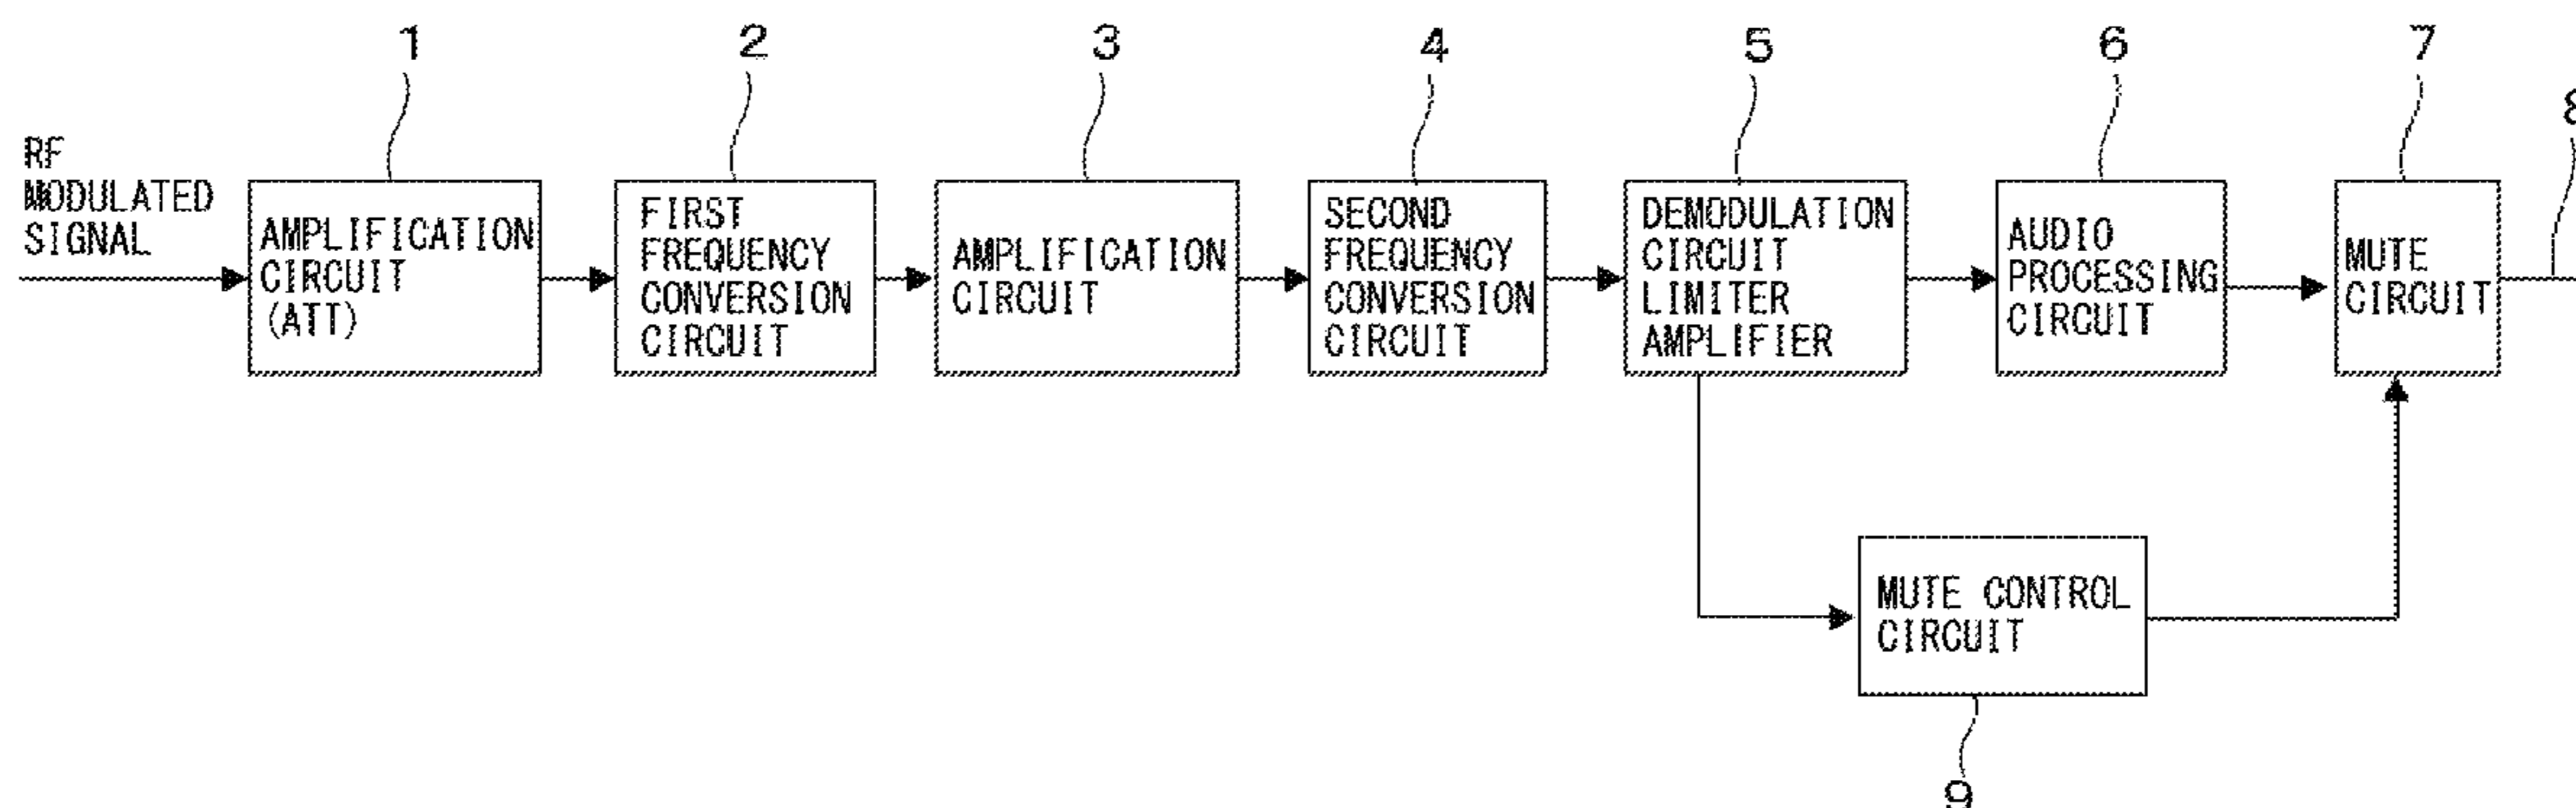 1
2
3
4
5
6
7
8
RF
MODULATED
SIGNAL
AMPLIFICATION
CIRCUIT
(ATT)
FIRST
FREQUENCY
CONVERSION
CIRCUIT
AMPLIFICATION
CIRCUIT
SECOND
FREQUENCY
CONVERSION
CIRCUIT
DEMODULATION
CIRCUIT
LIMITER
AMPLIFIER
AUDIO
PROCESSING
CIRCUIT
MUTE
CIRCUIT
MUTE CONTROL
CIRCUIT
9